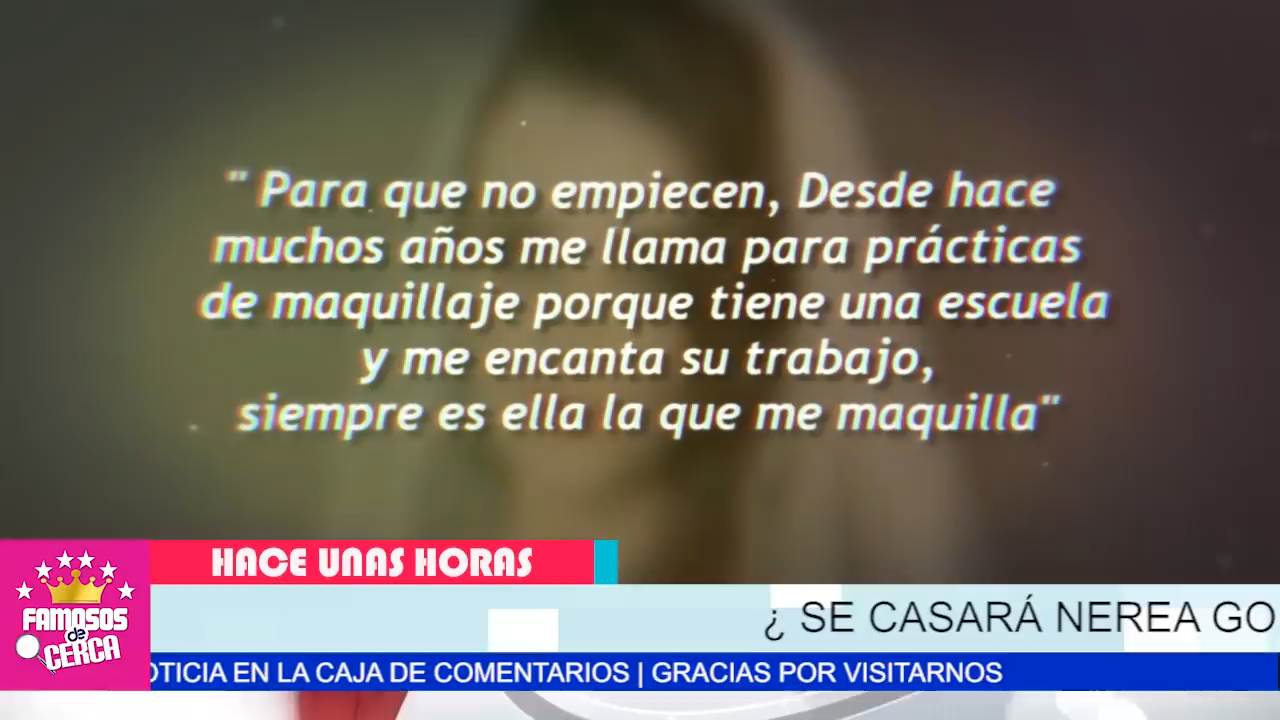 " Para que no empiecen, Desde hace
muchos años me llama para prácticas
de maquillaje porque tiene una escuela
y me encanta su trabajo,
siempre es ella la que me maquilla"
HACE UNAS HORAS
FAMOSOS
de
CERCA
¿ SE CASARÁ NEREA GO
OTICIA EN LA CAJA DE COMENTARIOS | GRACIAS POR VISITARNOS